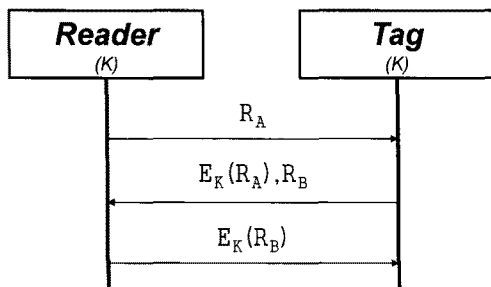 Reader
(K)
Tag
(K)
R_A
E_K(R_A),R_B
E_K(R_B)